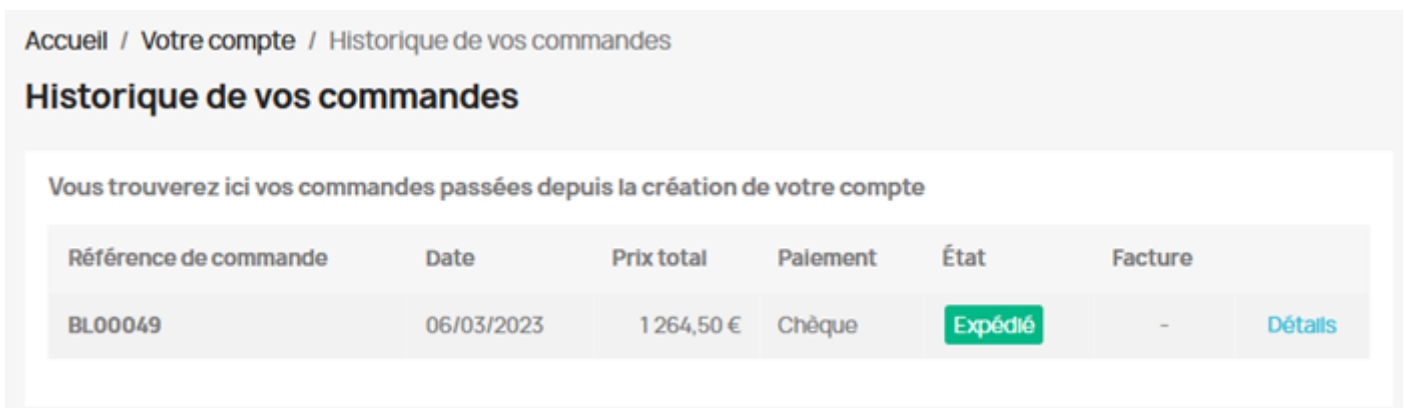 Accueil / Votre compte / Historique de vos commandes
Historique de vos commandes
Vous trouverez ici vos commandes passées depuis la création de votre compte
Référence de commande Date Prix total Paiement État Facture
BL00049 06/03/2023 1 264,50 € Chèque Expédié - Détails